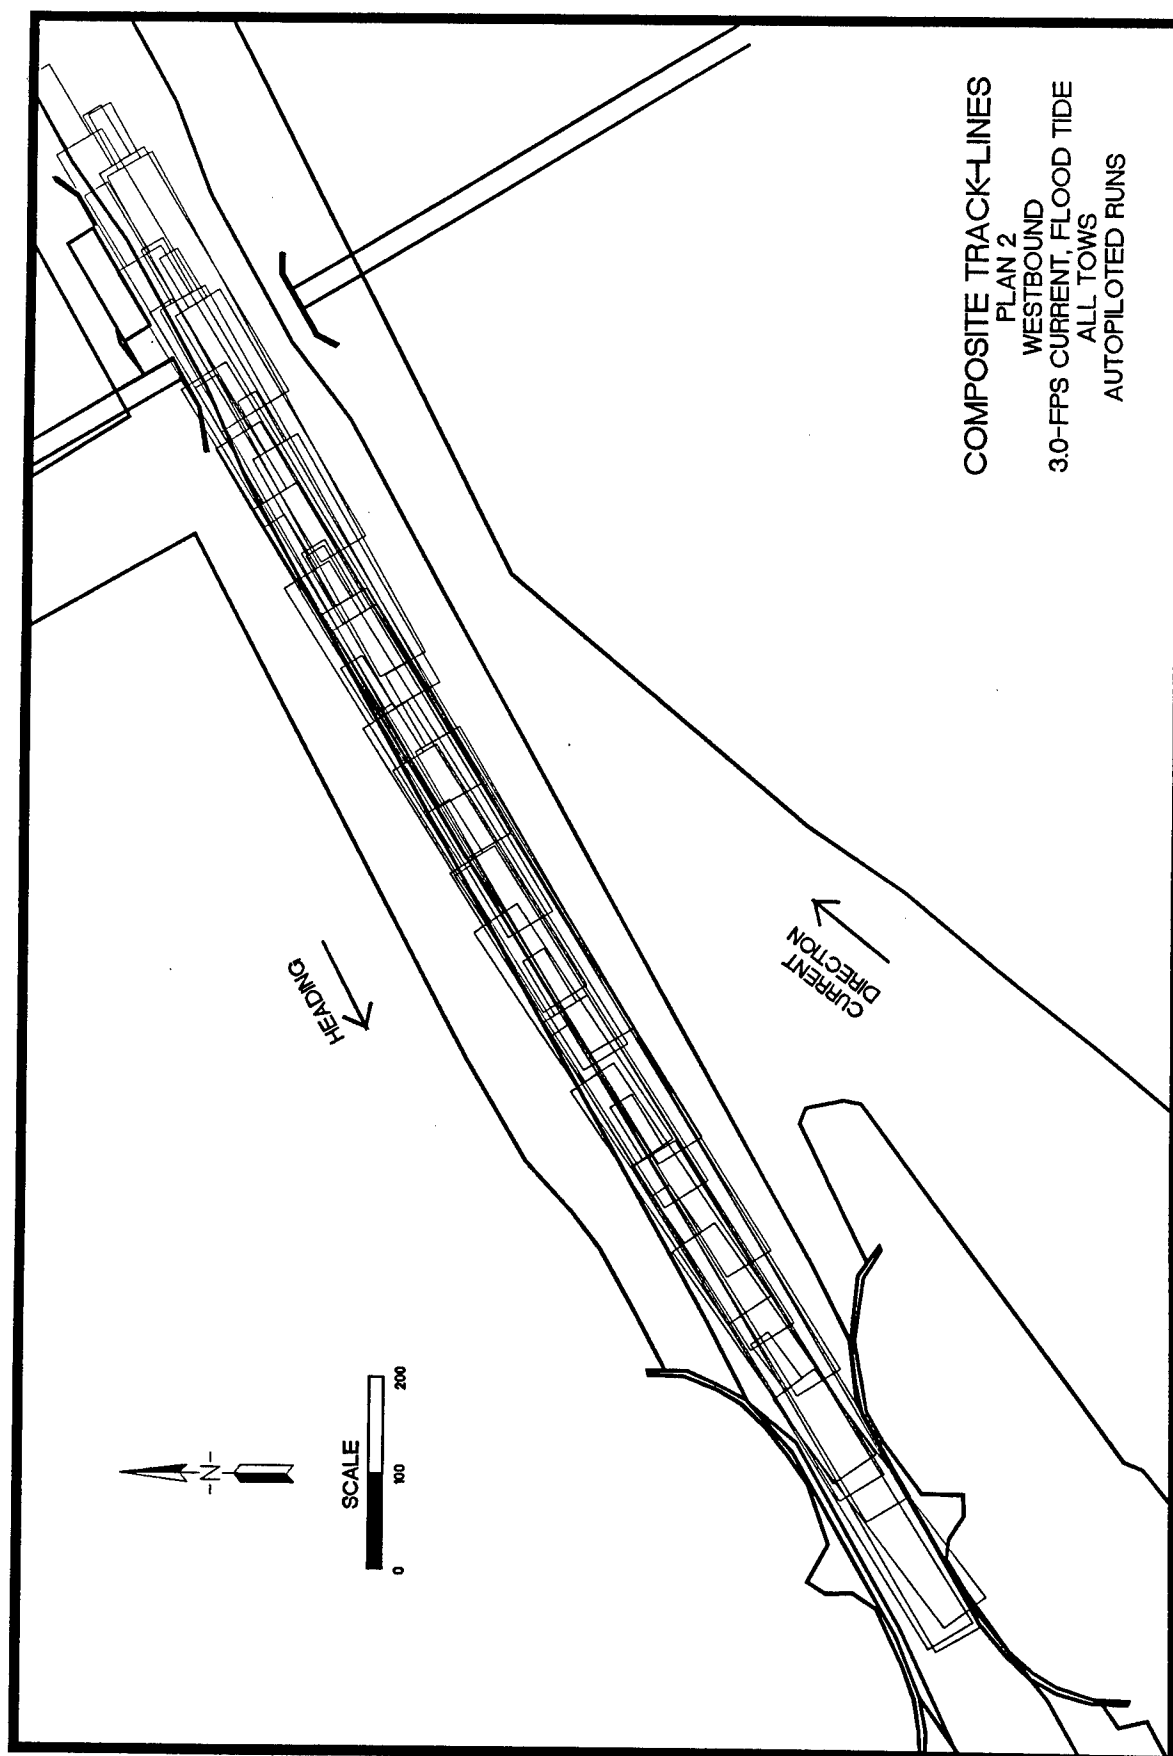 COMPOSITE TRACK-LINES
PLAN 2
WESTBOUND
3.0-FPS CURRENT, FLOOD TIDE
ALL TOWS
AUTOPILOTED RUNS
HEADING
CURRENT
DIRECTION
-N-
SCALE
0 100 200